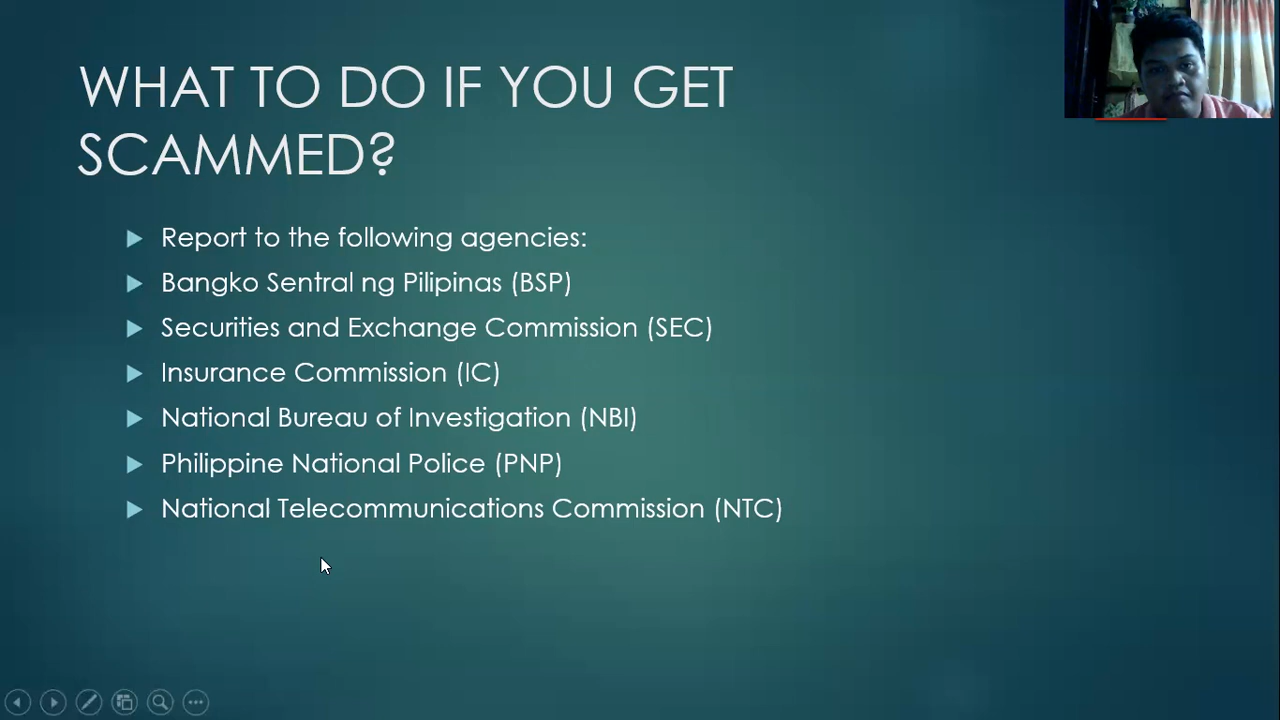 WHAT TO DO IF YOU GET
SCAMMED?
Report to the following agencies:
Bangko Sentral ng Pilipinas (BSP)
Securities and Exchange Commission (SEC)
Insurance Commission (IC)
National Bureau of Investigation (NBI)
Philippine National Police (PNP)
National Telecommunications Commission (NTC)